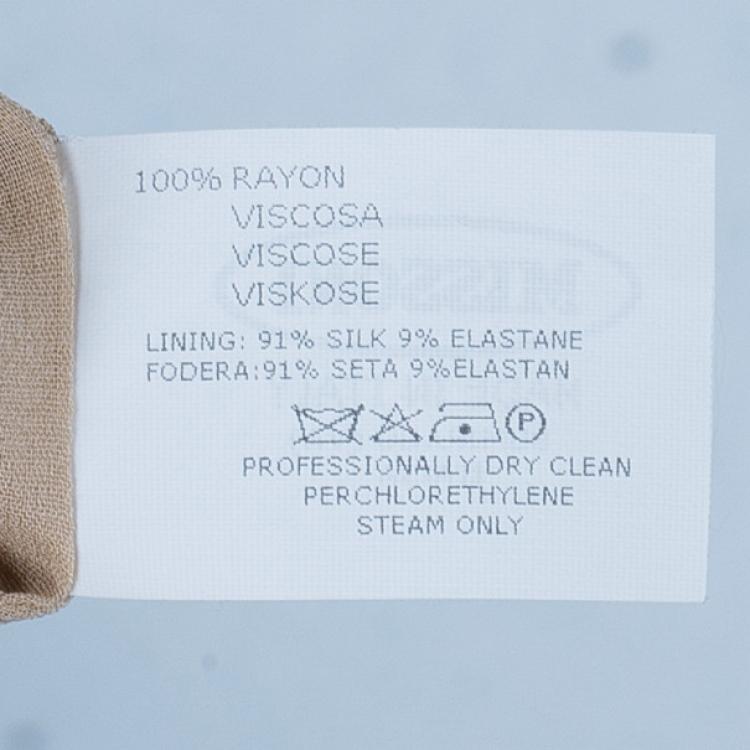 100% RAYON
VISCOSA
VISCOSE
VISKOSE
LINING: 91% SILK 9% ELASTANE
FODERA:91% SETA 9%ELASTAN
P
PROFESSIONALLY DRY CLEAN
PERCHLORETHYLENE
STEAM ONLY